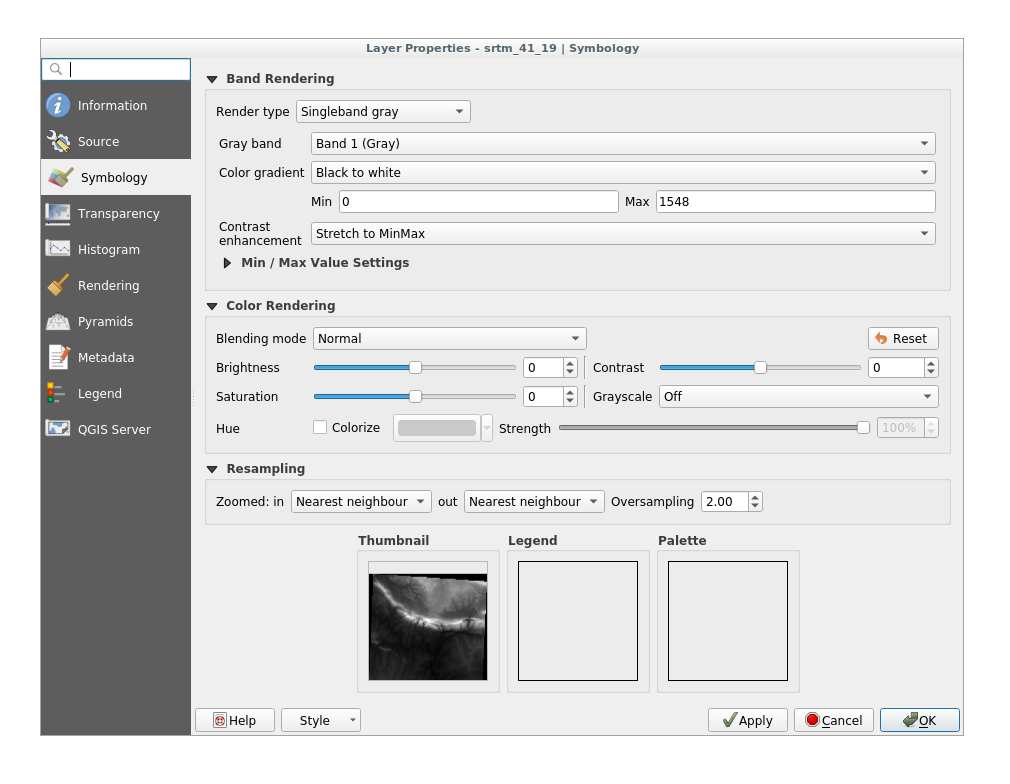 Layer Properties - srtm_41_19 | Symbology
Information
Source
Symbology
Transparency
Histogram
Rendering
Pyramids
Metadata
Legend
QGIS Server
Band Rendering
Render type Singleband gray
Gray band Band 1 (Gray)
Color gradient Black to white
Min 0 Max 1548
Contrast
enhancement Stretch to MinMax
Min / Max Value Settings
Color Rendering
Blending mode Normal Reset
Brightness 0 Contrast 0
Saturation 0 Grayscale Off
Hue Colorize Strength 100%
Resampling
Zoomed: in Nearest neighbour out Nearest neighbour Oversampling 2.00
Thumbnail Legend Palette
Help Style Apply Cancel OK